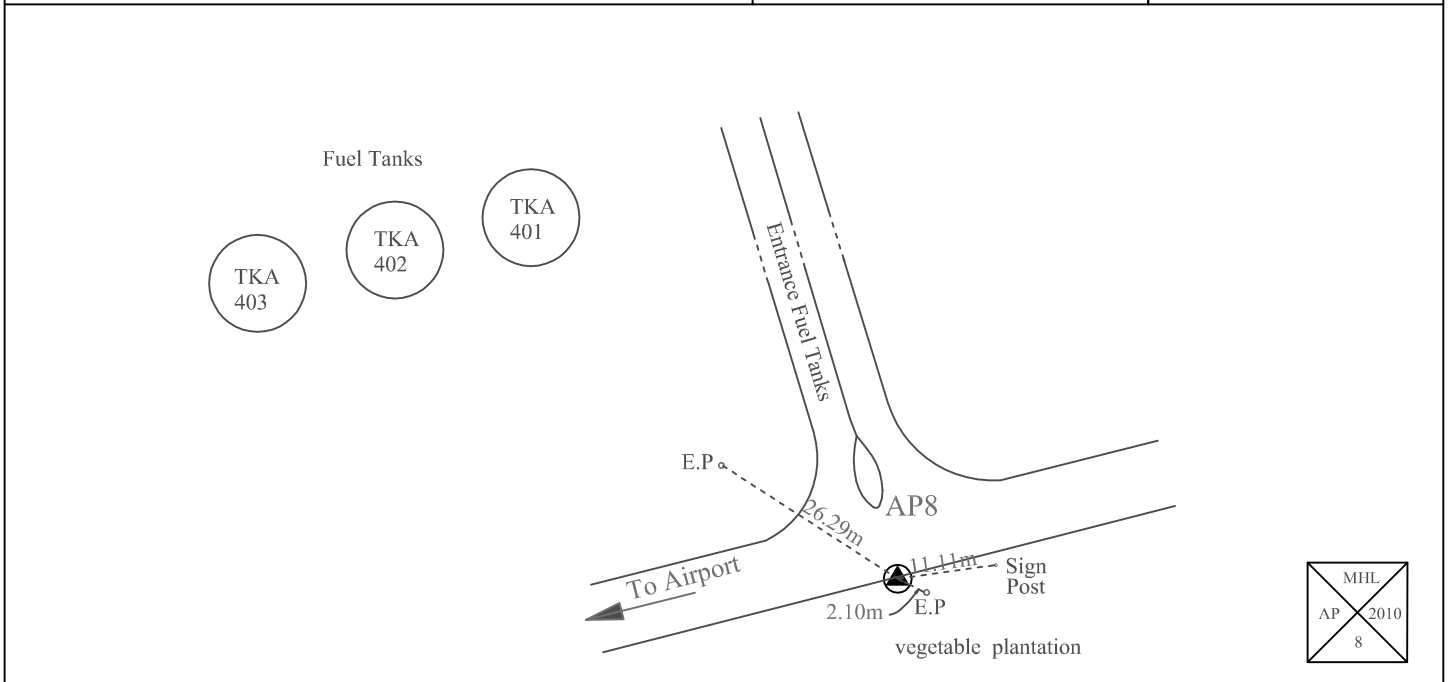 Fuel Tanks
TKA
401
TKA
402
TKA
403
Entrance Fuel Tanks
E.P
26.29m
AP8
11.11m
Sign
Post
To Airport
2.10m
E.P
vegetable plantation
MHL
AP
2010
8